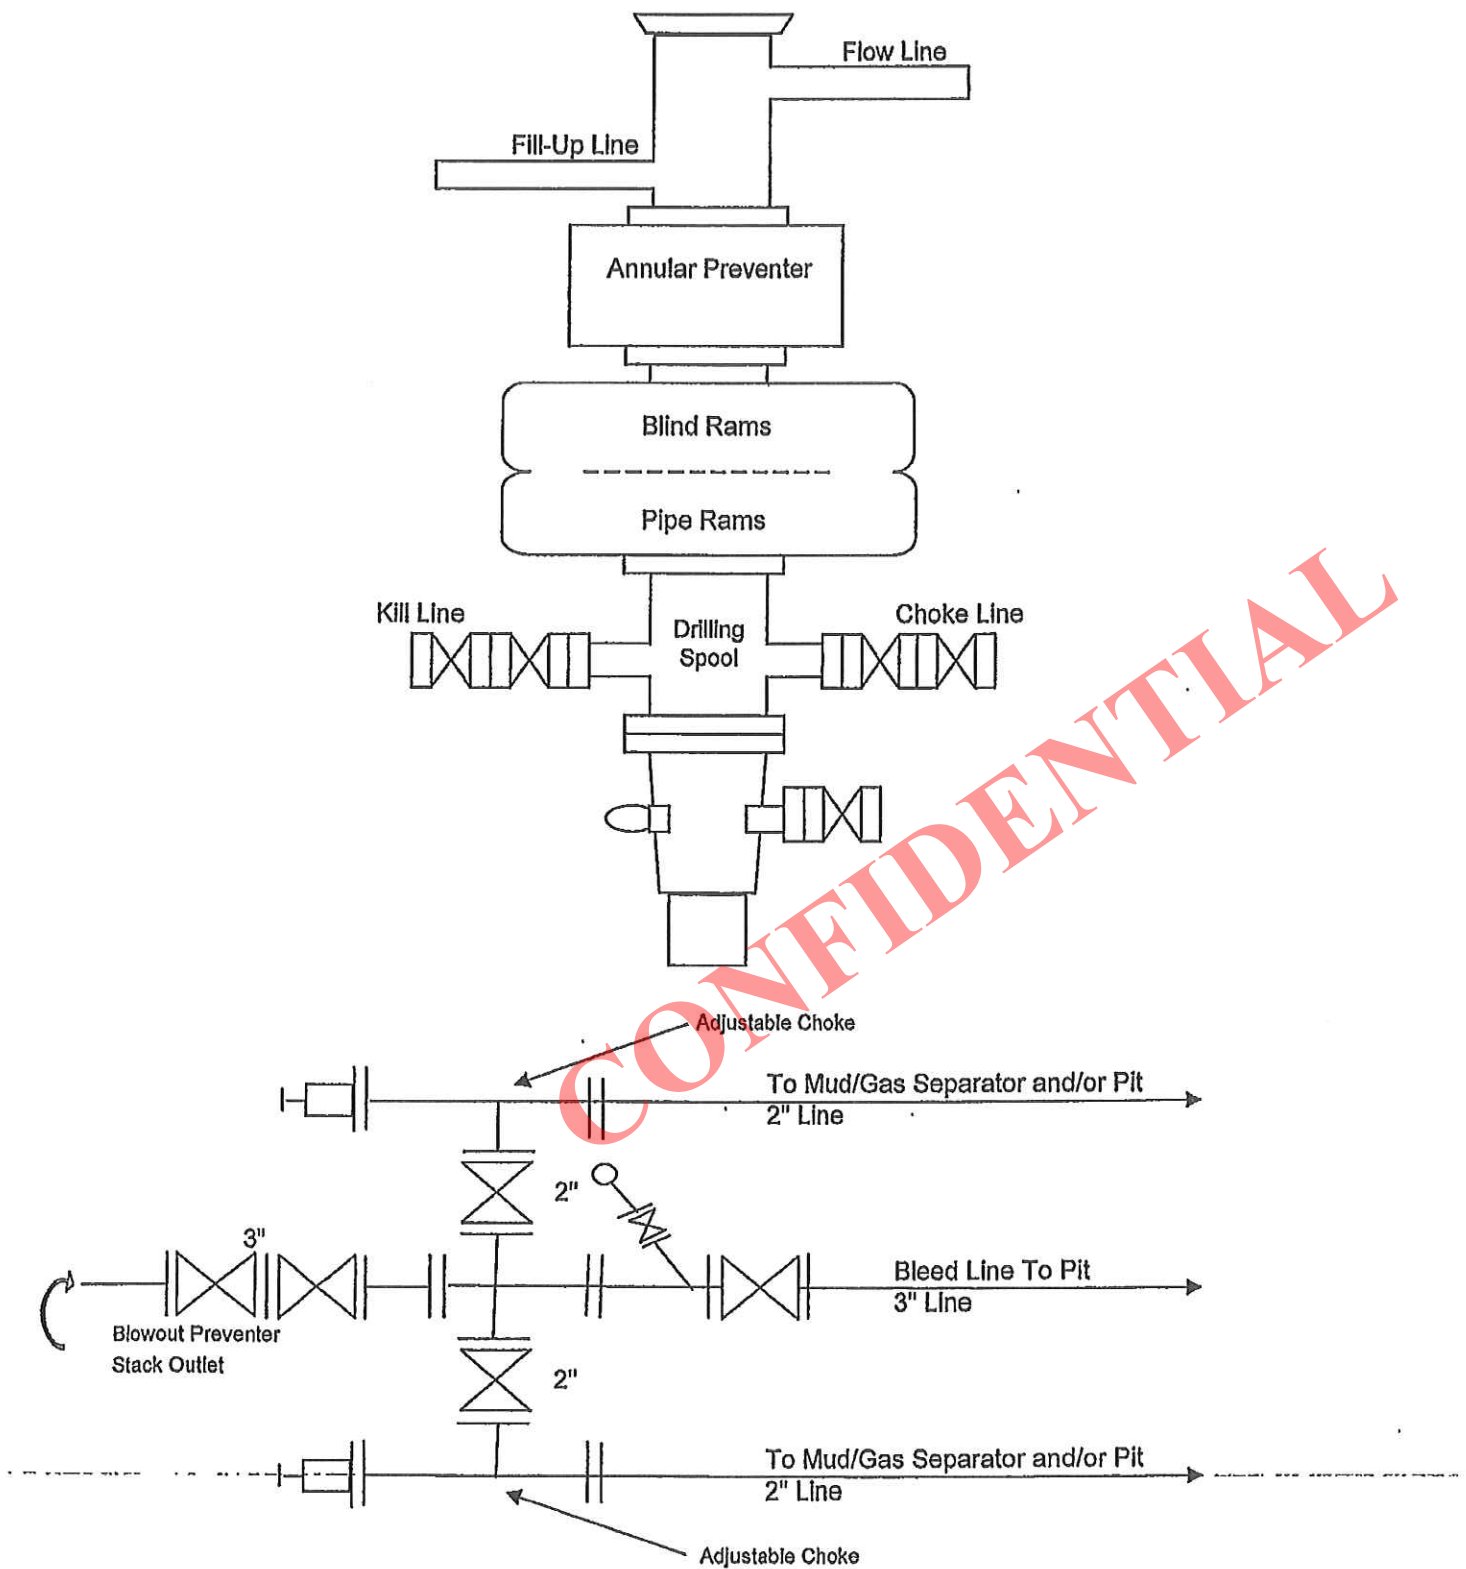 Flow Line
Fill-Up Line
Annular Preventer
Blind Rams
Pipe Rams
Kill Line
Drilling
Spool
Choke Line
CONFIDENTIAL
Adjustable Choke
To Mud/Gas Separator and/or Pit
2" Line
2"
3"
Bleed Line To Pit
3" Line
Blowout Preventer
Stack Outlet
2"
To Mud/Gas Separator and/or Pit
2" Line
Adjustable Choke